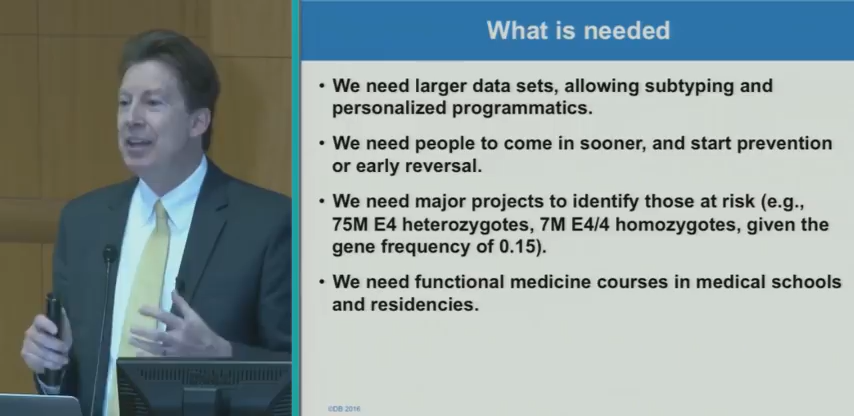 What is needed
• We need larger data sets, allowing subtyping and
personalized programmatics.
• We need people to come in sooner, and start prevention
or early reversal.
• We need major projects to identify those at risk (e.g.,
75M E4 heterozygotes, 7M E4/4 homozygotes, given the
gene frequency of 0.15).
• We need functional medicine courses in medical schools
and residencies.
©DB 2016